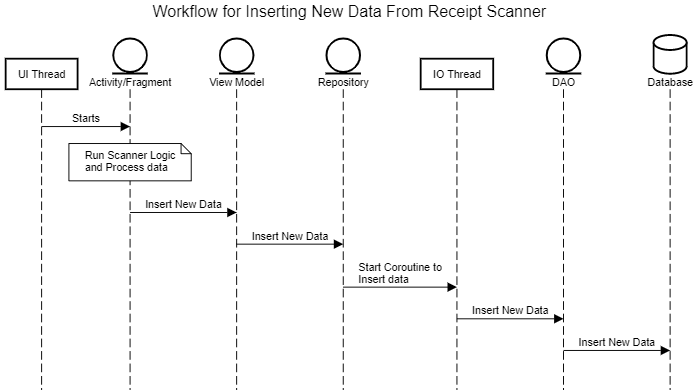 Workflow for Inserting New Data From Receipt Scanner
UI Thread
Activity/Fragment
View Model
Repository
IO Thread
DAO
Database
Starts
Run Scanner Logic
and Process data
Insert New Data
Insert New Data
Start Coroutine to
Insert data
Insert New Data
Insert New Data